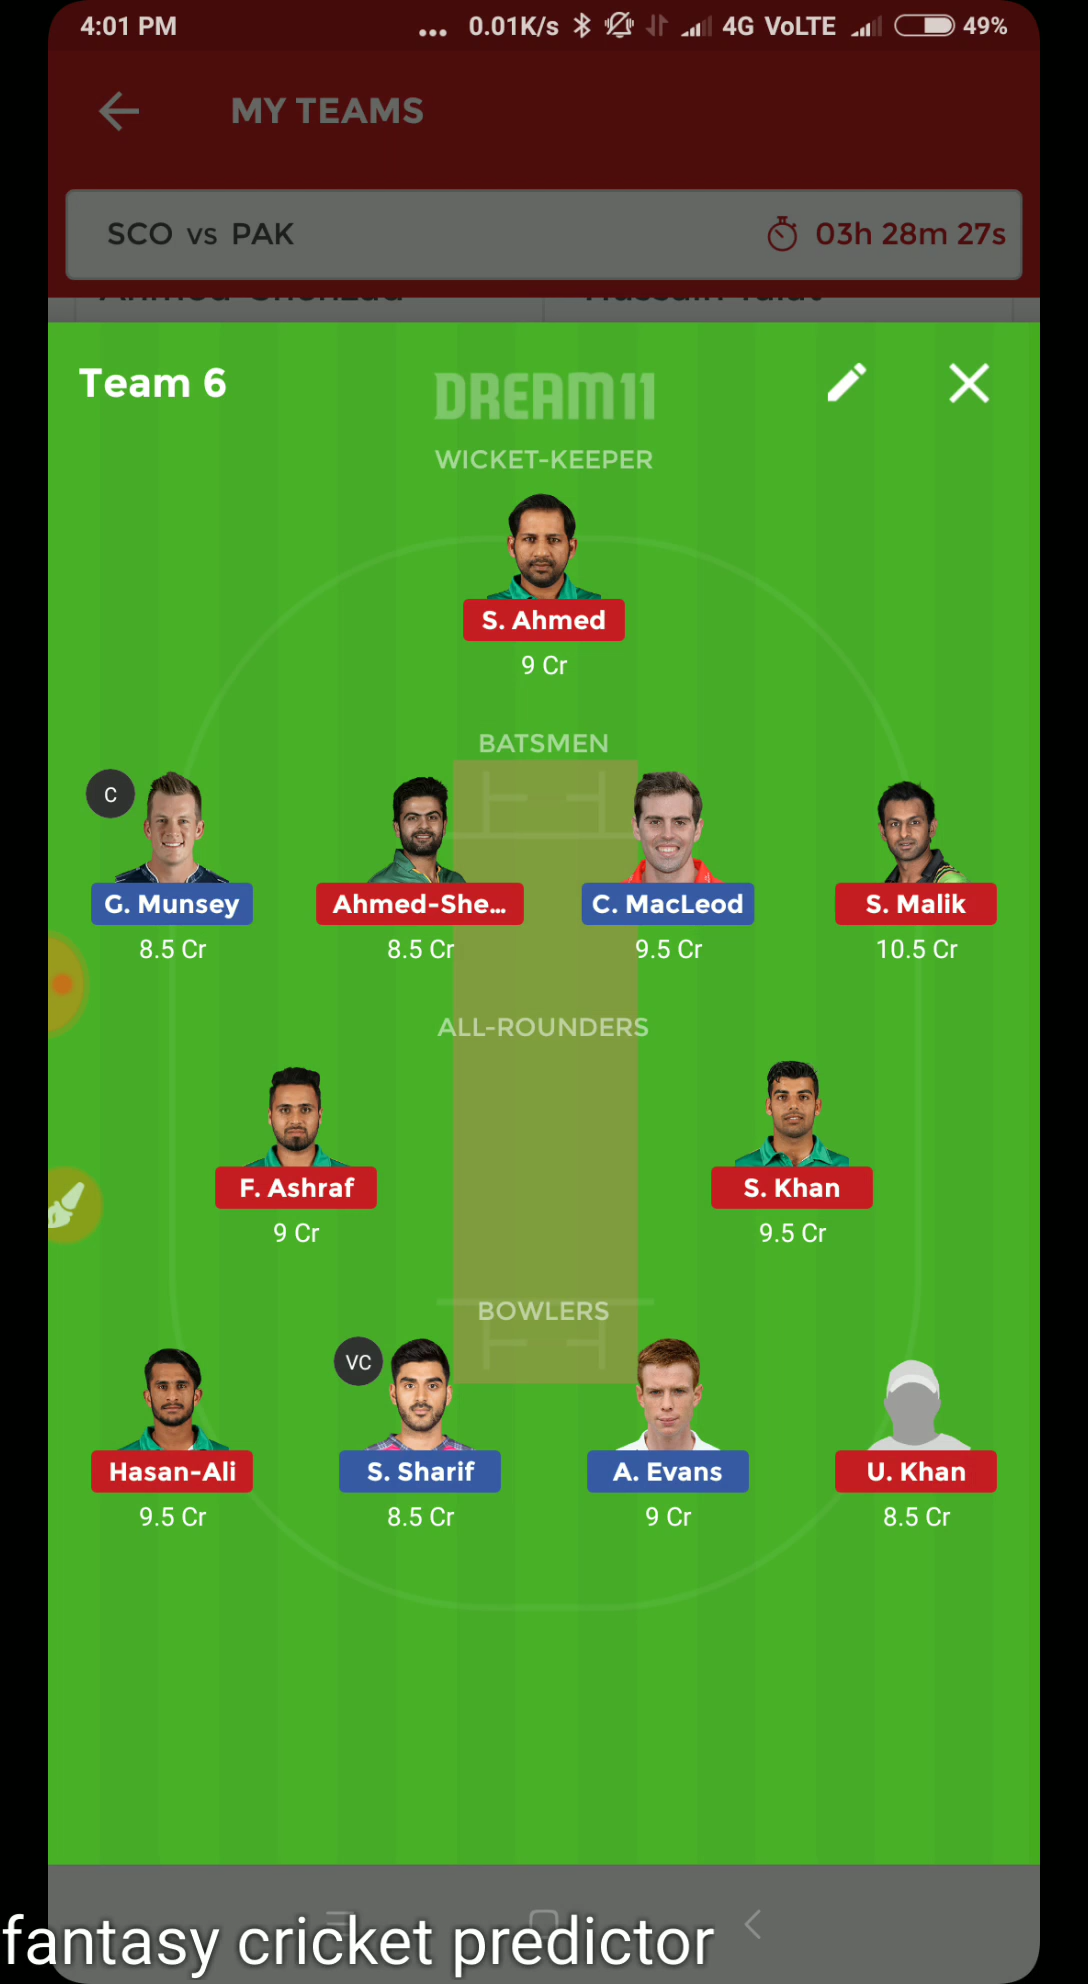 4:01 PM ... 0.01K/s 4G VoLTE 49%
MY TEAMS
SCO vs PAK 03h 28m 27s
Team 6
DREAM11
WICKET-KEEPER
S. Ahmed
9 Cr
BATSMEN
C
G. Munsey Ahmed-She... C. MacLeod S. Malik
8.5 Cr 8.5 Cr 9.5 Cr 10.5 Cr
ALL-ROUNDERS
F. Ashraf S. Khan
9 Cr 9.5 Cr
BOWLERS
VC
Hasan-Ali S. Sharif A. Evans U. Khan
9.5 Cr 8.5 Cr 9 Cr 8.5 Cr
fantasy cricket predictor